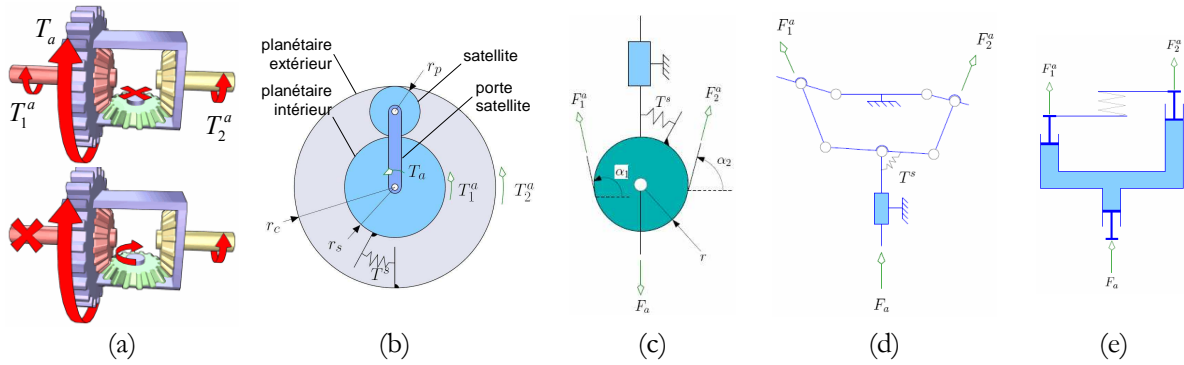 T_a
T_1^a
T_2^a
(a)
planétaire
extérieur
planétaire
intérieur
r_p
satellite
porte
satellite
T_a
T_1^a
T_2^a
r_c
r_s
T^s
(b)
F_1^a
T^s
F_2^a
α_1
α_2
r
F_a
(c)
F_1^a
F_2^a
T^s
F_a
(d)
F_1^a
F_2^a
F_a
(e)